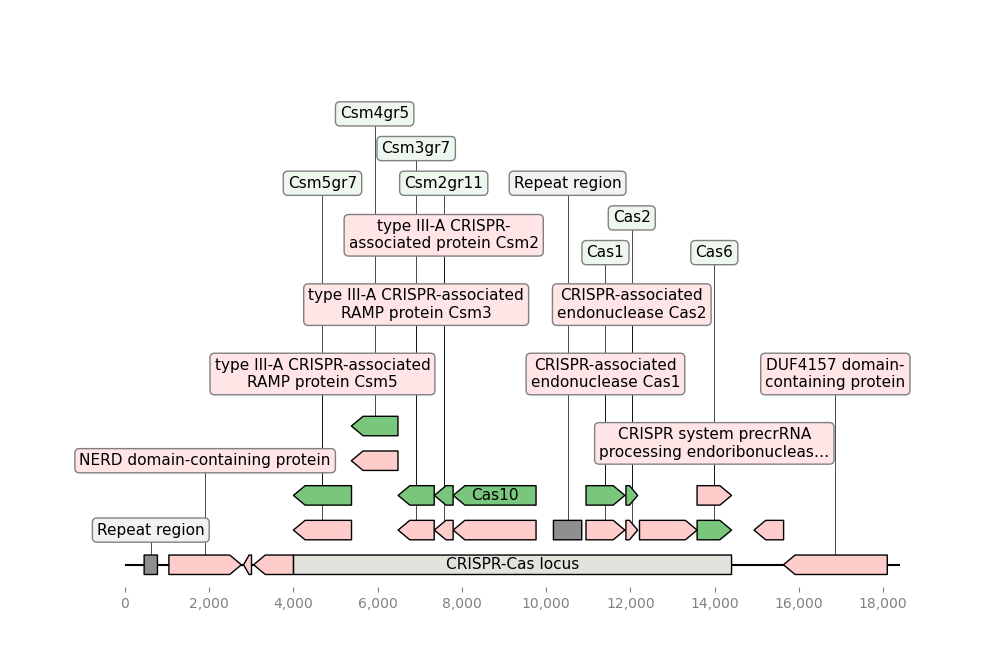 Csm4gr5
Csm3gr7
Csm5gr7
Csm2gr11
Repeat region
Cas2
type III-A CRISPR-
associated protein Csm2
Cas1
Cas6
type III-A CRISPR-associated
RAMP protein Csm3
CRISPR-associated
endonuclease Cas2
type III-A CRISPR-associated
RAMP protein Csm5
CRISPR-associated
endonuclease Cas1
DUF4157 domain-
containing protein
CRISPR system precrRNA
processing endoribonucleas...
NERD domain-containing protein
Cas10
Repeat region
CRISPR-Cas locus
0 2,000 4,000 6,000 8,000 10,000 12,000 14,000 16,000 18,000